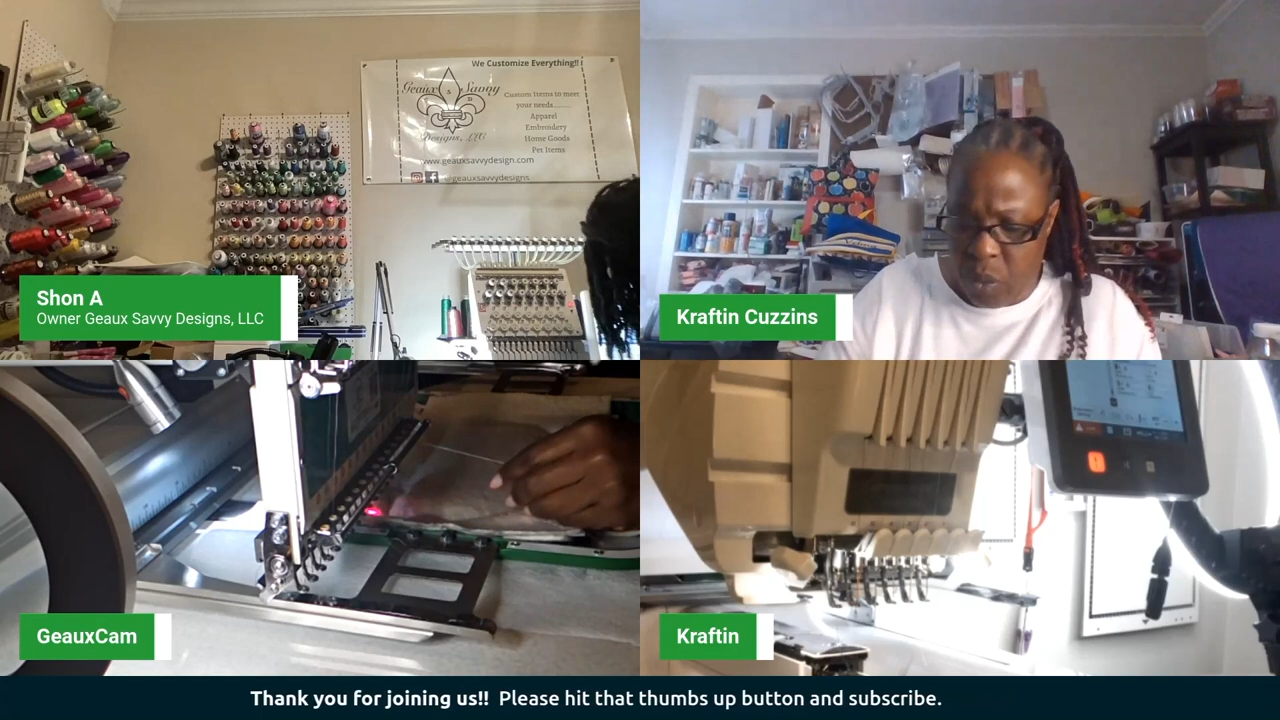 We Customize Everything!!
Geaux Savvy
S
D
Designs, LLC
Custom Items to meet
your needs........
Apparel
Embroidery
Home Goods
Pet Items
www.geauxsavvydesign.com
geauxsavvydesigns
Shon A
Owner Geaux Savvy Designs, LLC
Kraftin Cuzzins
GeauxCam
Kraftin
Thank you for joining us!! Please hit that thumbs up button and subscribe.